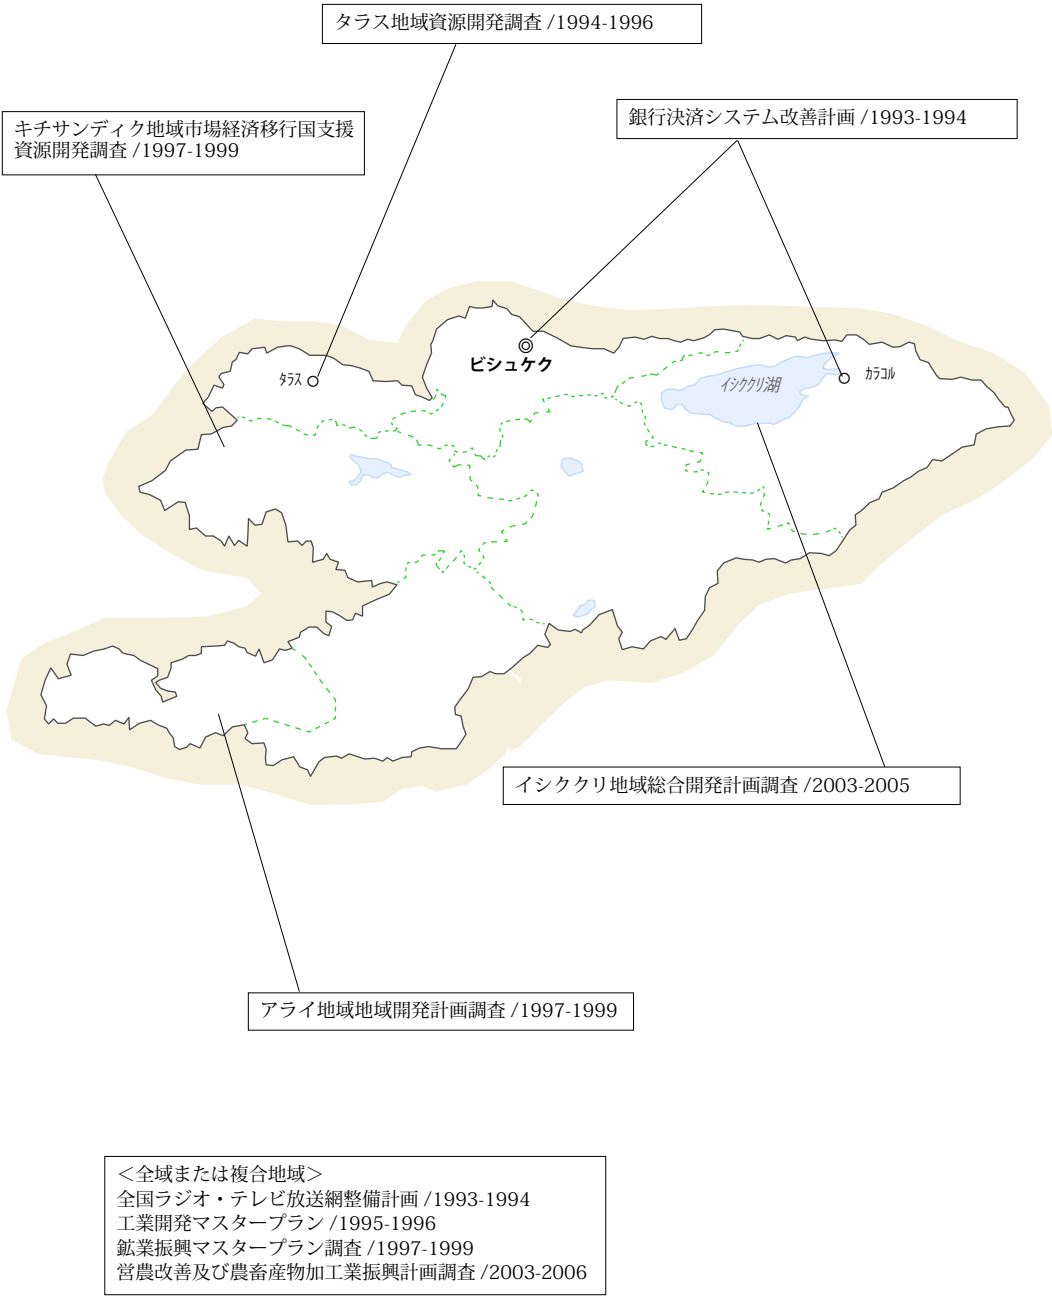 タラス地域資源開発調査 /1994-1996
キチサンディク地域市場経済移行国支援
資源開発調査 /1997-1999
銀行決済システム改善計画 /1993-1994
ビシュケク
タラス
イシククリ湖
カラコル
イシククリ地域総合開発計画調査 /2003-2005
アライ地域地域開発計画調査 /1997-1999
＜全域または複合地域＞
全国ラジオ・テレビ放送網整備計画 /1993-1994
工業開発マスタープラン /1995-1996
鉱業振興マスタープラン調査 /1997-1999
営農改善及び農畜産物加工業振興計画調査 /2003-2006